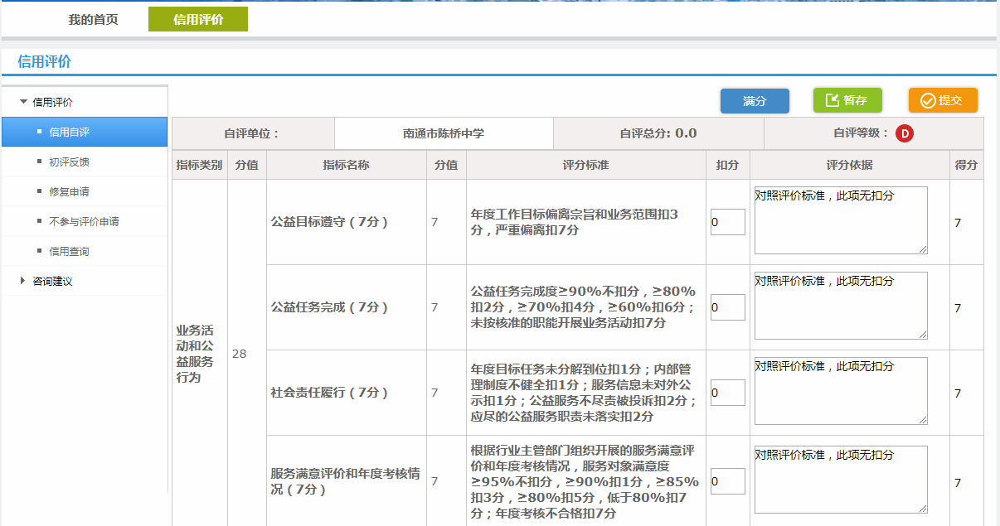 我的首页
信用评价
信用评价
信用评价
信用自评
初评反馈
修复申请
不参与评价申请
信用查询
咨询建议
满分
暂存
提交
自评单位：
南通市陈桥中学
自评总分: 0.0
自评等级：
D
指标类别
分值
指标名称
分值
评分标准
扣分
评分依据
得分
业务活
动和公
益服务
行为
28
公益目标遵守（7分）
7
年度工作目标偏离宗旨和业务范围扣3
分，严重偏离扣7分
0
对照评价标准，此项无扣分
7
公益任务完成（7分）
7
公益任务完成度≥90%不扣分，≥80%
扣2分，≥70%扣4分，≥60%扣6分；
未按核准的职能开展业务活动扣7分
0
对照评价标准，此项无扣分
7
社会责任履行（7分）
7
年度目标任务未分解到位扣1分；内部管
理制度不健全扣1分；服务信息未对外公
示扣1分；公益服务不尽责被投诉扣2分；
应尽的公益服务职责未落实扣2分
0
对照评价标准，此项无扣分
7
服务满意评价和年度考核情
况（7分）
7
根据行业主管部门组织开展的服务满意评
价和年度考核情况，服务对象满意度
≥95%不扣分，≥90%扣1分，≥85%
扣3分，≥80%扣5分，低于80%扣7
分；年度考核不合格扣7分
0
对照评价标准，此项无扣分
7